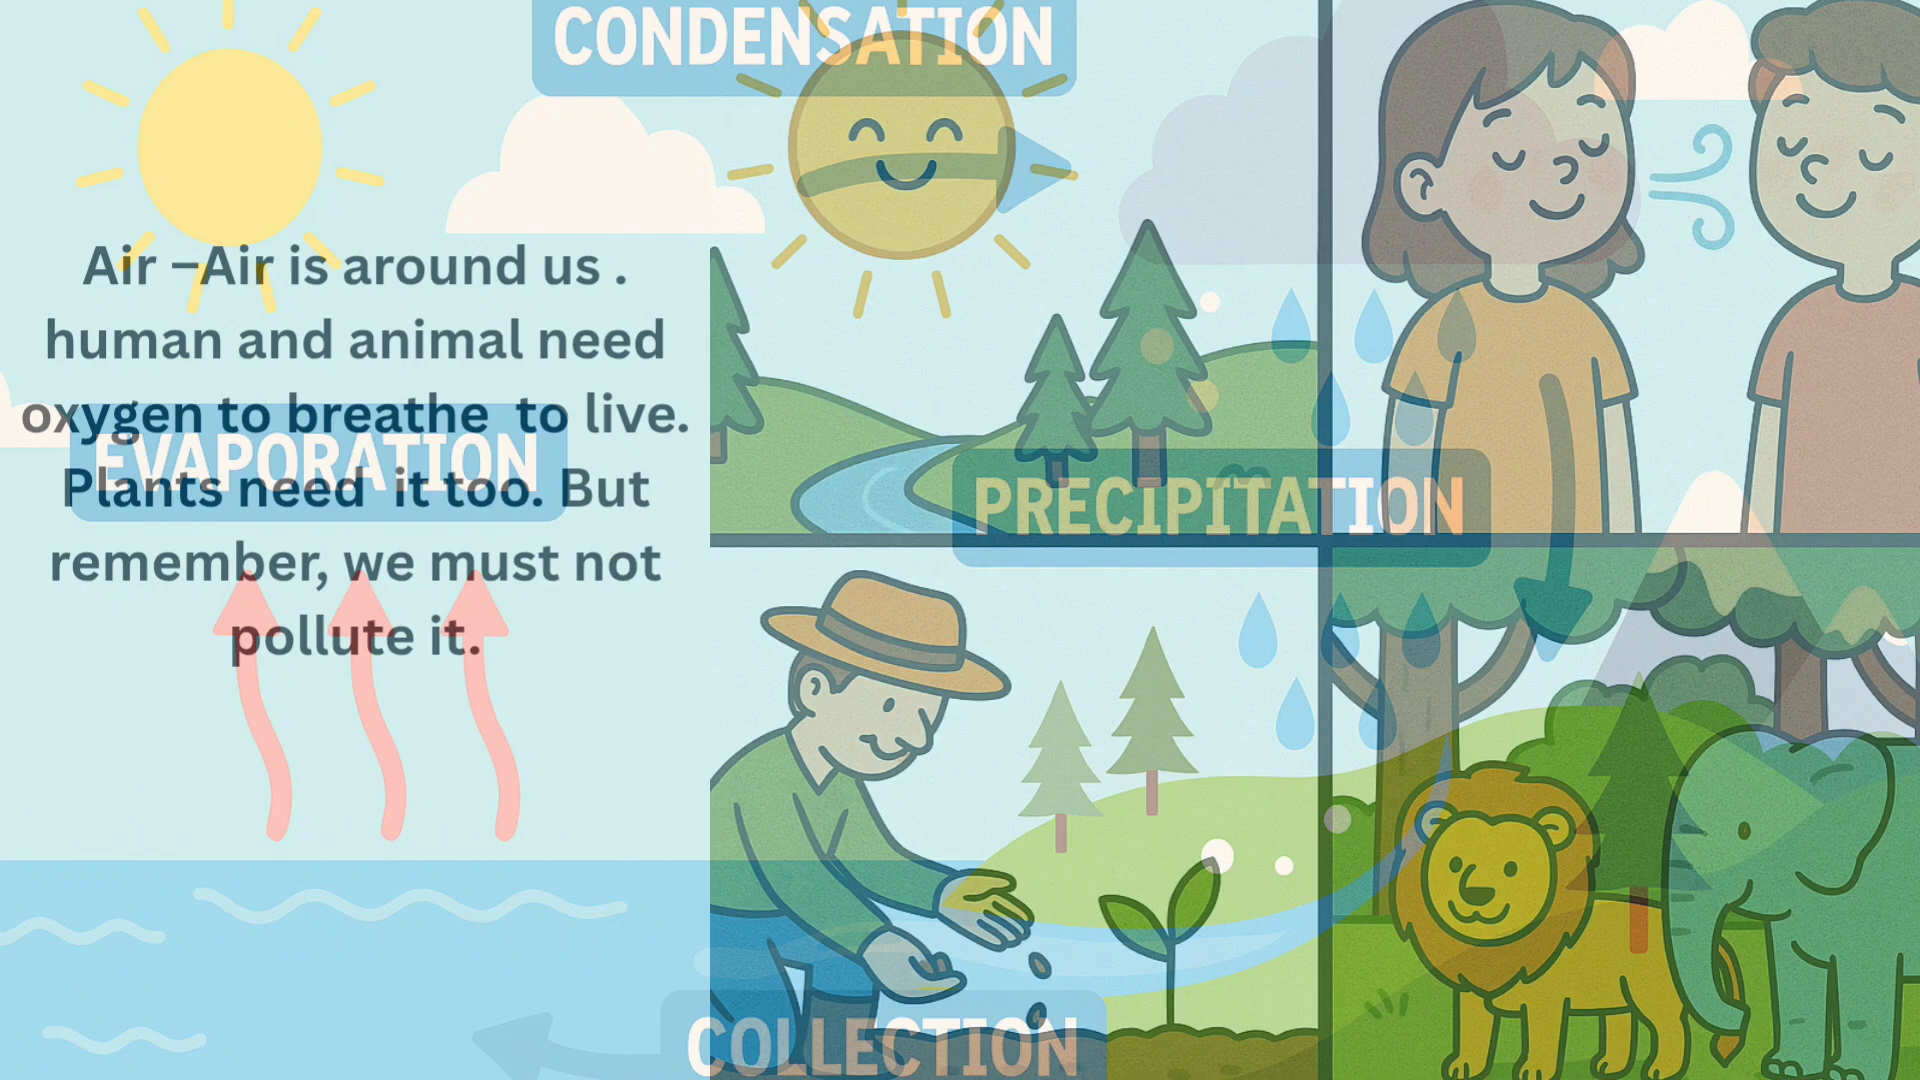 CONDENSATION
Air –Air is around us .
human and animal need
oxygen to breathe  to live.
EVAPORATION
Plants need  it too. But
remember, we must not
pollute it.
PRECIPITATION
COLLECTION